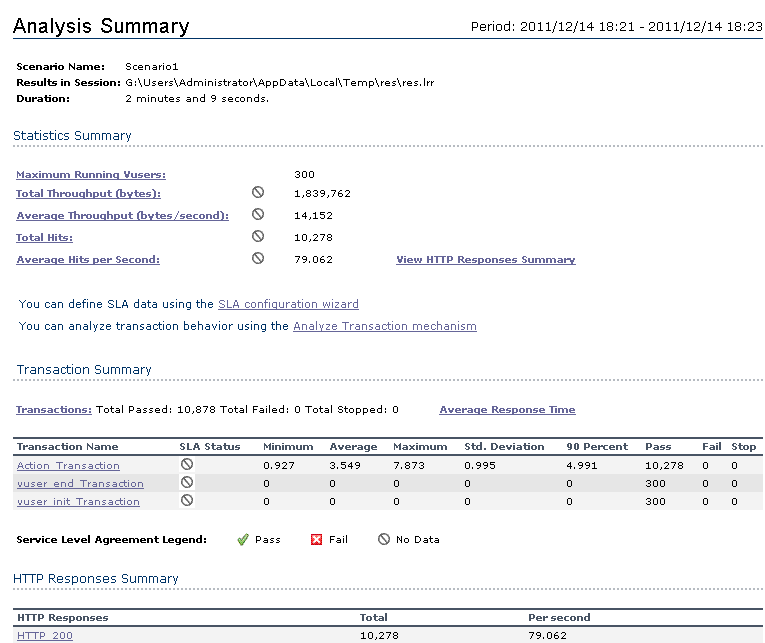 Analysis Summary Period: 2011/12/14 18:21 - 2011/12/14 18:23
Scenario Name: Scenario1
Results in Session: G:\Users\Administrator\AppData\Local\Temp\res\res.lrr
Duration: 2 minutes and 9 seconds.
Statistics Summary
Maximum Running Vusers: 300
Total Throughput (bytes): 1,839,762
Average Throughput (bytes/second): 14,152
Total Hits: 10,278
Average Hits per Second: 79.062 View HTTP Responses Summary
You can define SLA data using the SLA configuration wizard
You can analyze transaction behavior using the Analyze Transaction mechanism
Transaction Summary
Transactions: Total Passed: 10,878 Total Failed: 0 Total Stopped: 0 Average Response Time
Transaction Name SLA Status Minimum Average Maximum Std. Deviation 90 Percent Pass Fail Stop
Action_Transaction 0.927 3.549 7.873 0.995 4.991 10,278 0 0
vuser_end_Transaction 0 0 0 0 0 300 0 0
vuser_init_Transaction 0 0 0 0 0 300 0 0
Service Level Agreement Legend: Pass Fail No Data
HTTP Responses Summary
HTTP Responses Total Per second
HTTP_200 10,278 79.062